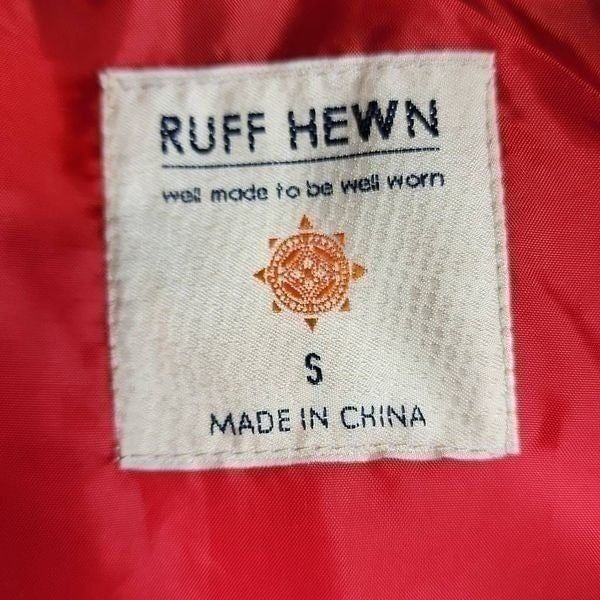 RUFF HEWN
well made to be well worn
S
MADE IN CHINA